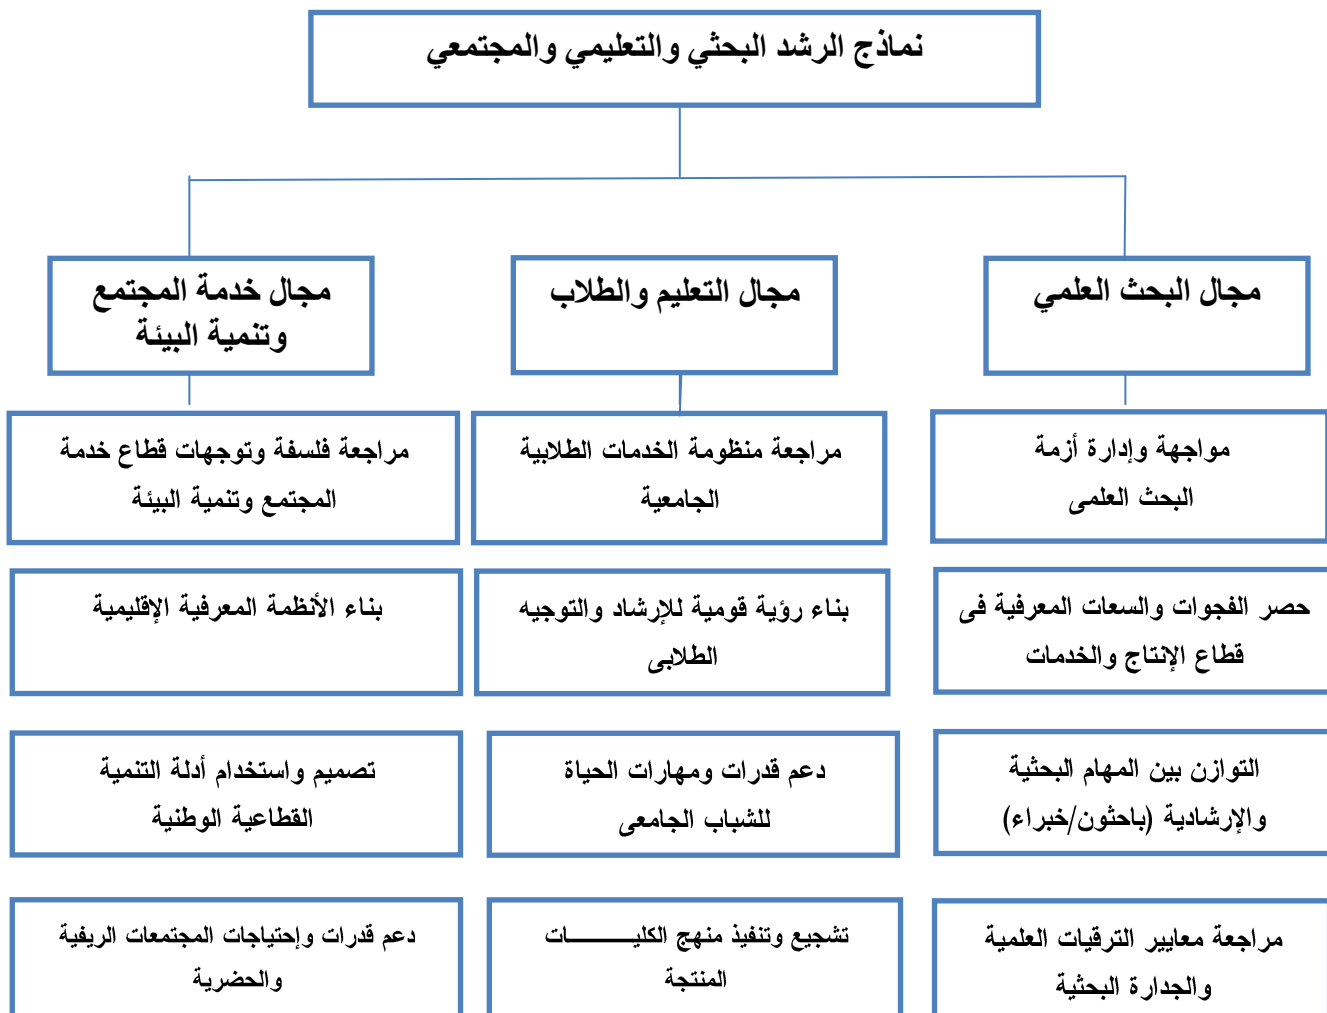 نماذج الرشد البحثي والتعليمي والمجتمعي
مجال البحث العلمي
مجال التعليم والطلاب
مجال خدمة المجتمع
وتنمية البيئة
مواجهة وإدارة أزمة
البحث العلمى
مراجعة منظومة الخدمات الطلابية
الجامعية
مراجعة فلسفة وتوجهات قطاع خدمة
المجتمع وتنمية البيئة
حصر الفجوات والسعات المعرفية فى
قطاع الإنتاج والخدمات
بناء رؤية قومية للإرشاد والتوجيه
الطلابى
بناء الأنظمة المعرفية الإقليمية
التوازن بين المهام البحثية
والإرشادية (باحثون/خبراء)
دعم قدرات ومهارات الحياة
للشباب الجامعى
تصميم واستخدام أدلة التنمية
القطاعية الوطنية
مراجعة معايير الترقيات العلمية
والجدارة البحثية
تشجيع وتنفيذ منهج الكليـــــــــات
المنتجة
دعم قدرات وإحتياجات المجتمعات الريفية
والحضرية